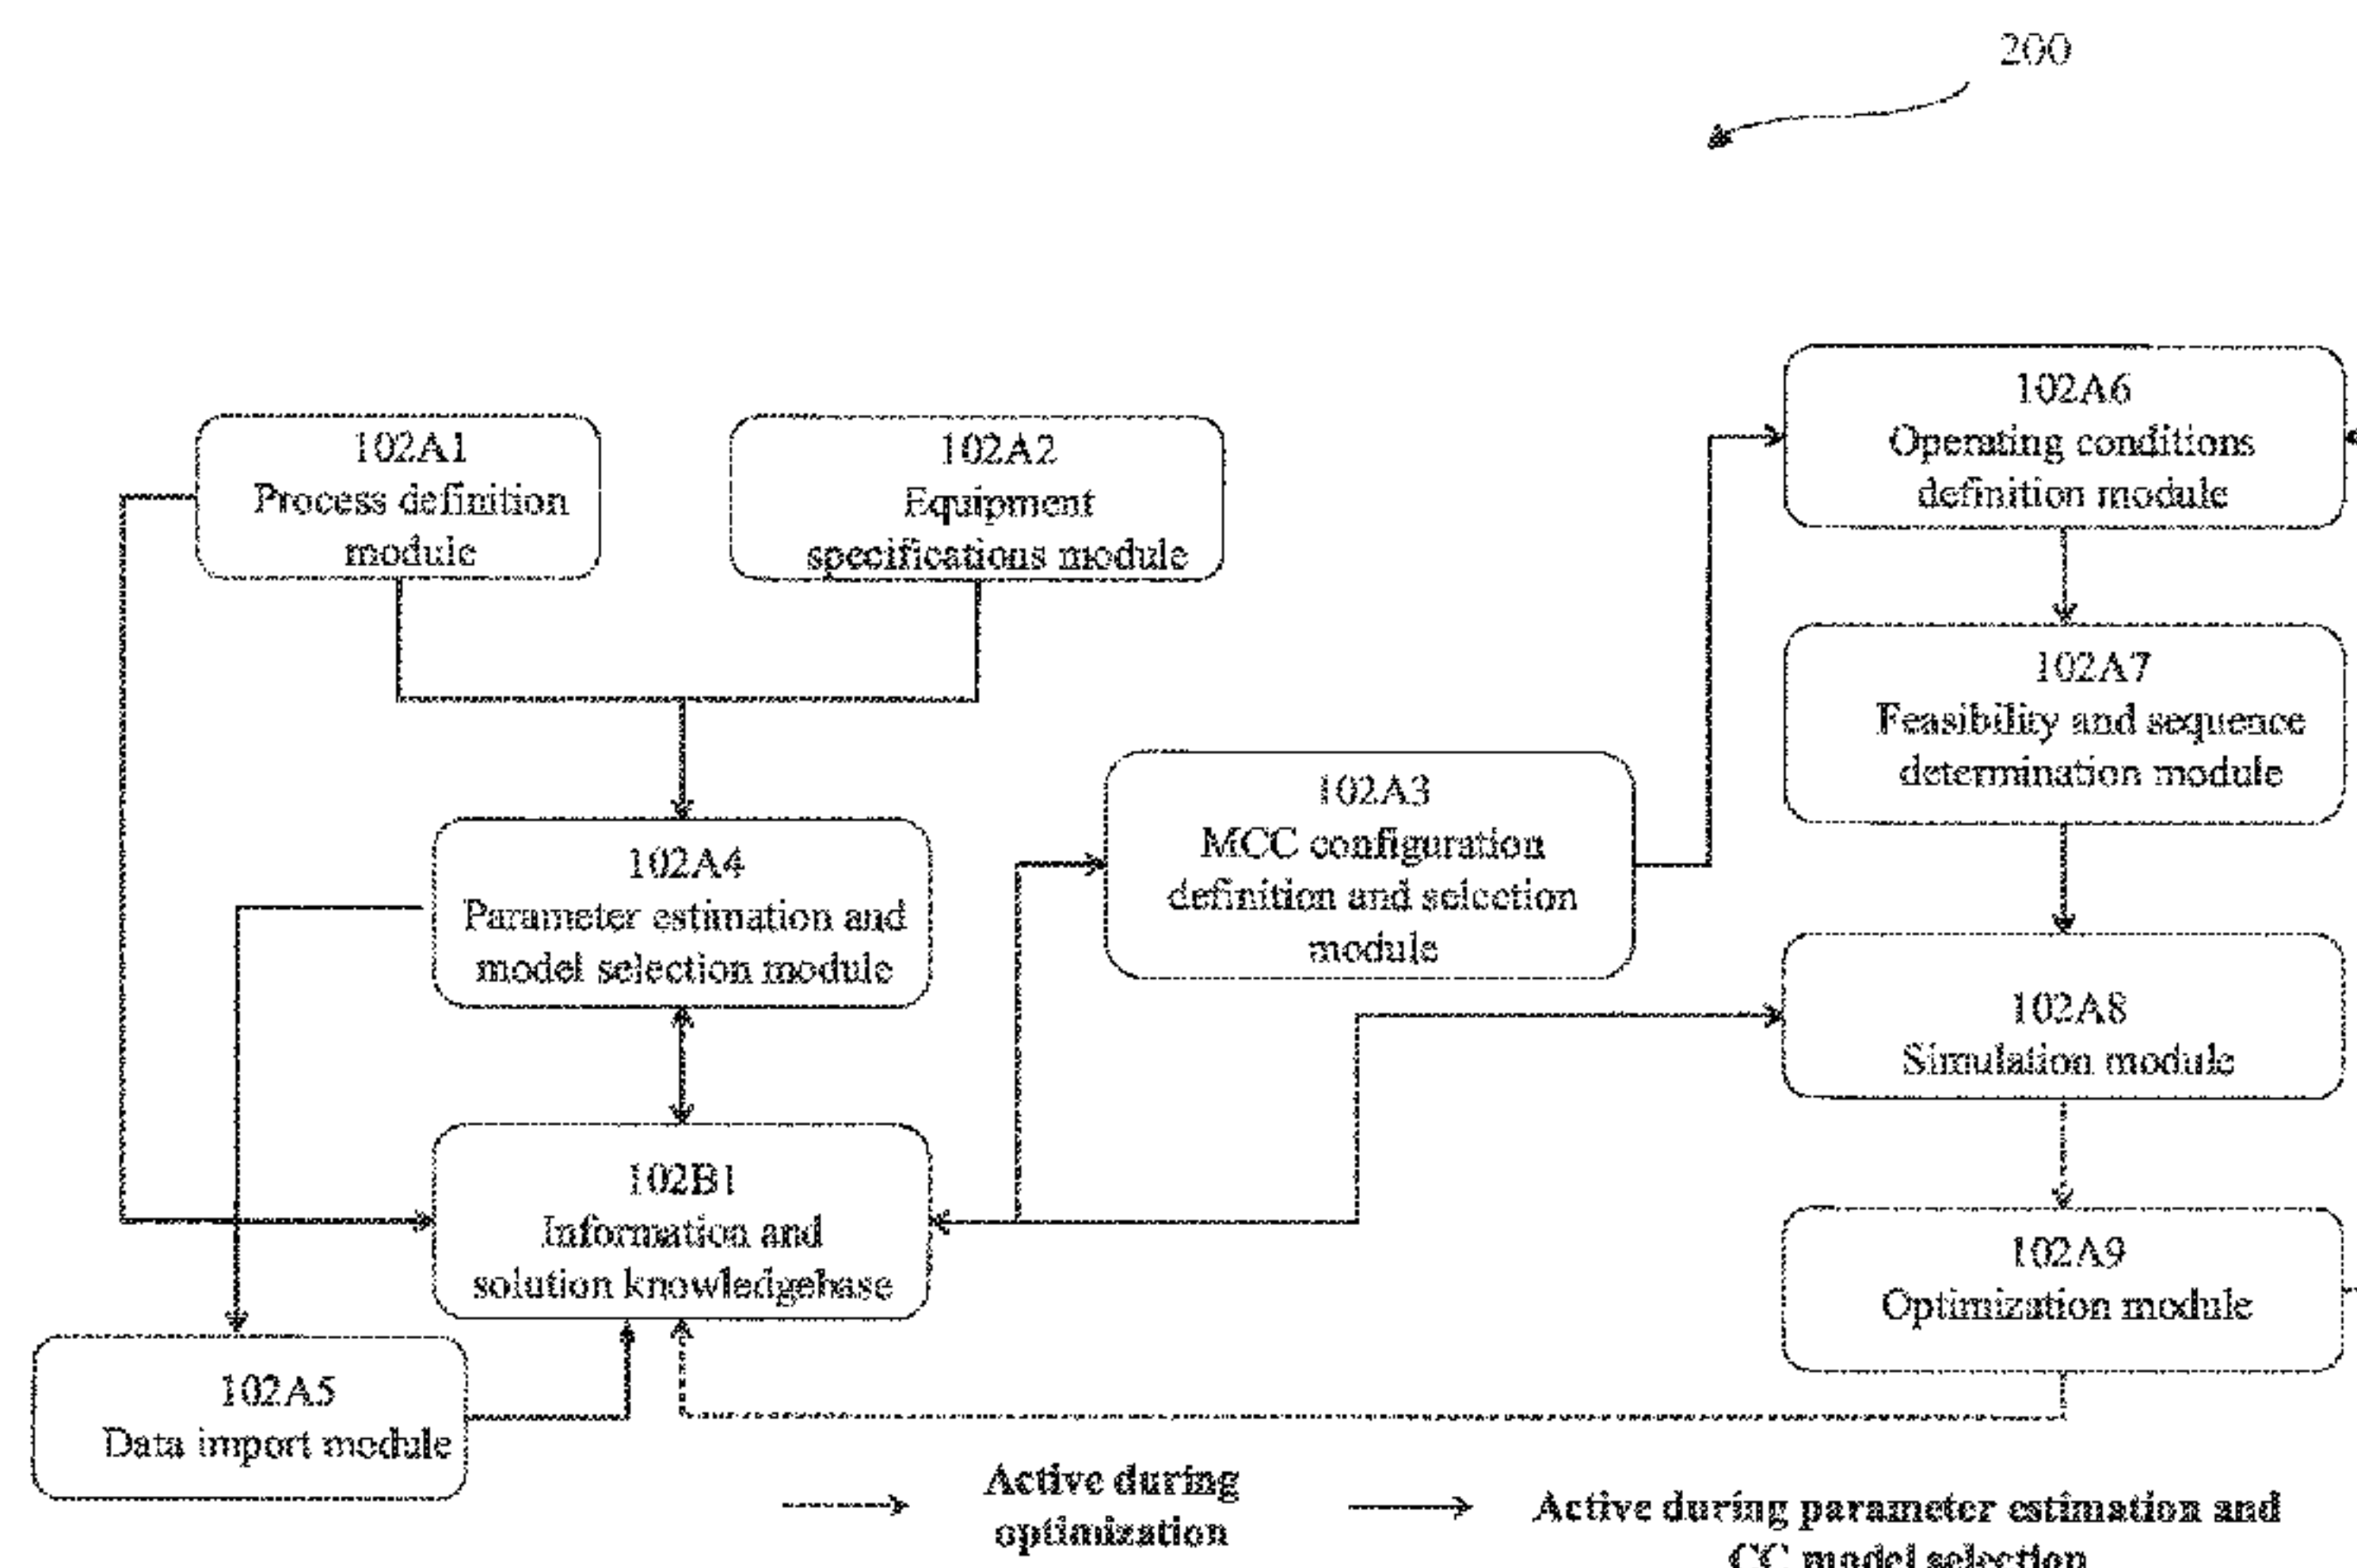 200
102A1
Process definition
module
102A2
Equipment
specifications module
102A6
Operating conditions
definition module
102A7
Feasibility and sequence
determination module
102A3
MCC configuration
definition and selection
module
102A4
Parameter estimation and
model selection module
102A8
Simulation module
102B1
Information and
solution knowledgebase
102A9
Optimization module
102A5
Data import module
Active during
optimization
Active during parameter estimation and
CC model selection